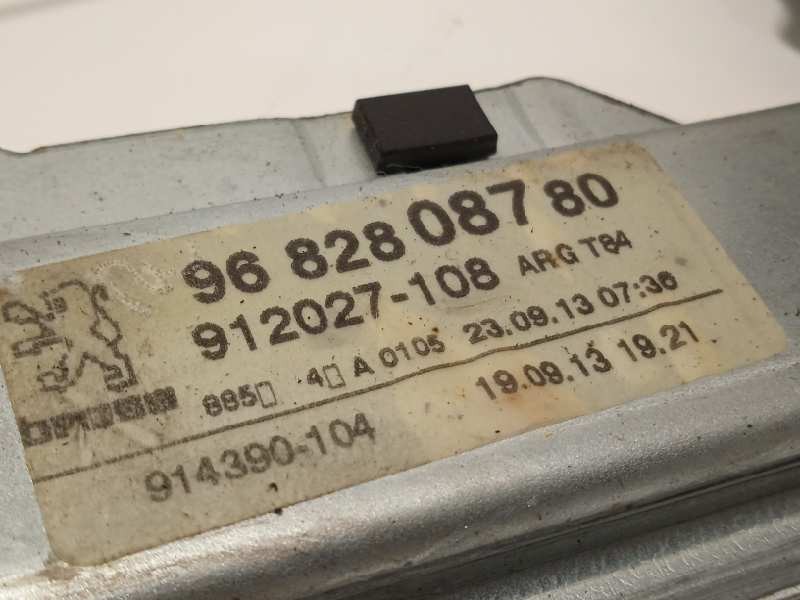 96 828 087 80
912027-108 ARG T84
885▯ 4▯ A 0105 23.09.13 07:36
914390-104 19.09.13 19.21